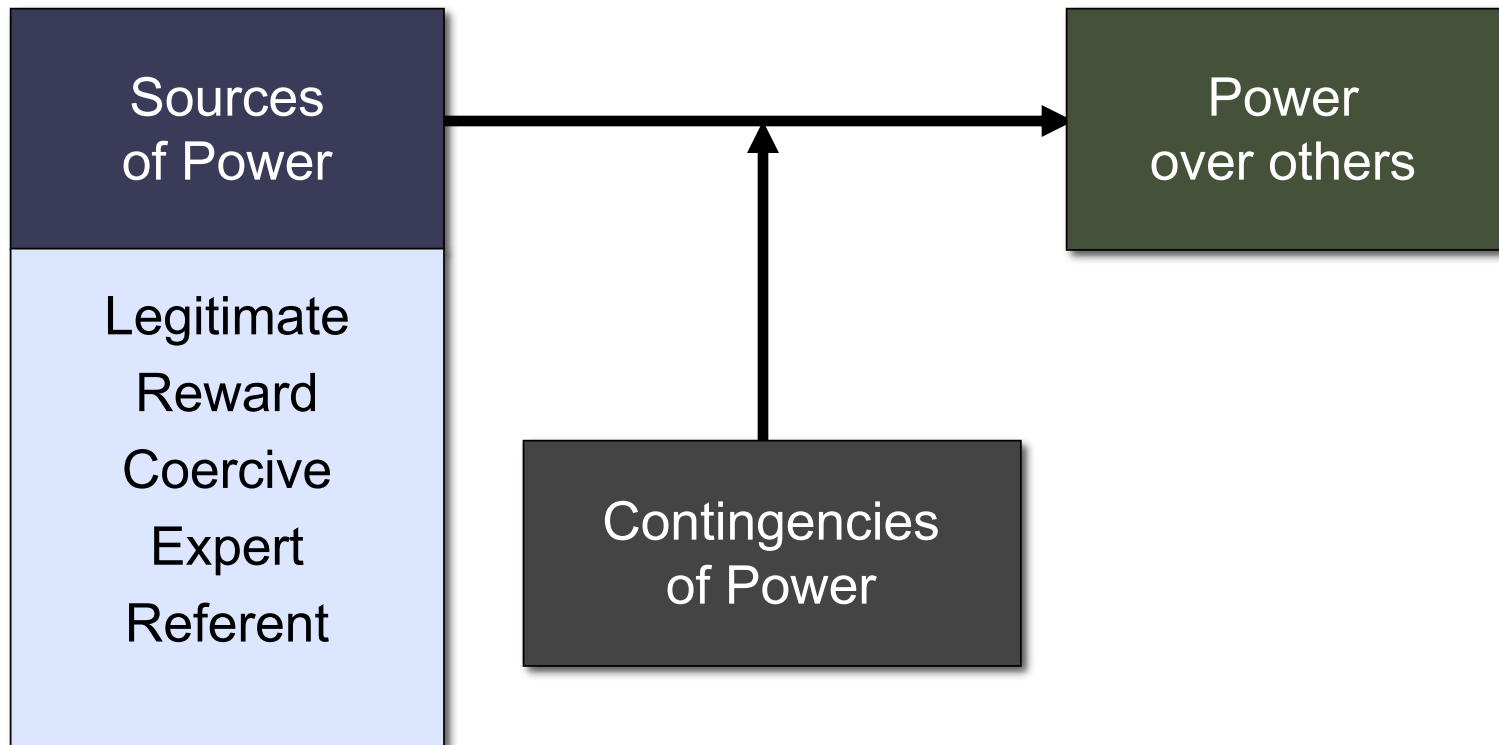 Sources
of Power
Legitimate
Reward
Coercive
Expert
Referent
Contingencies
of Power
Power
over others